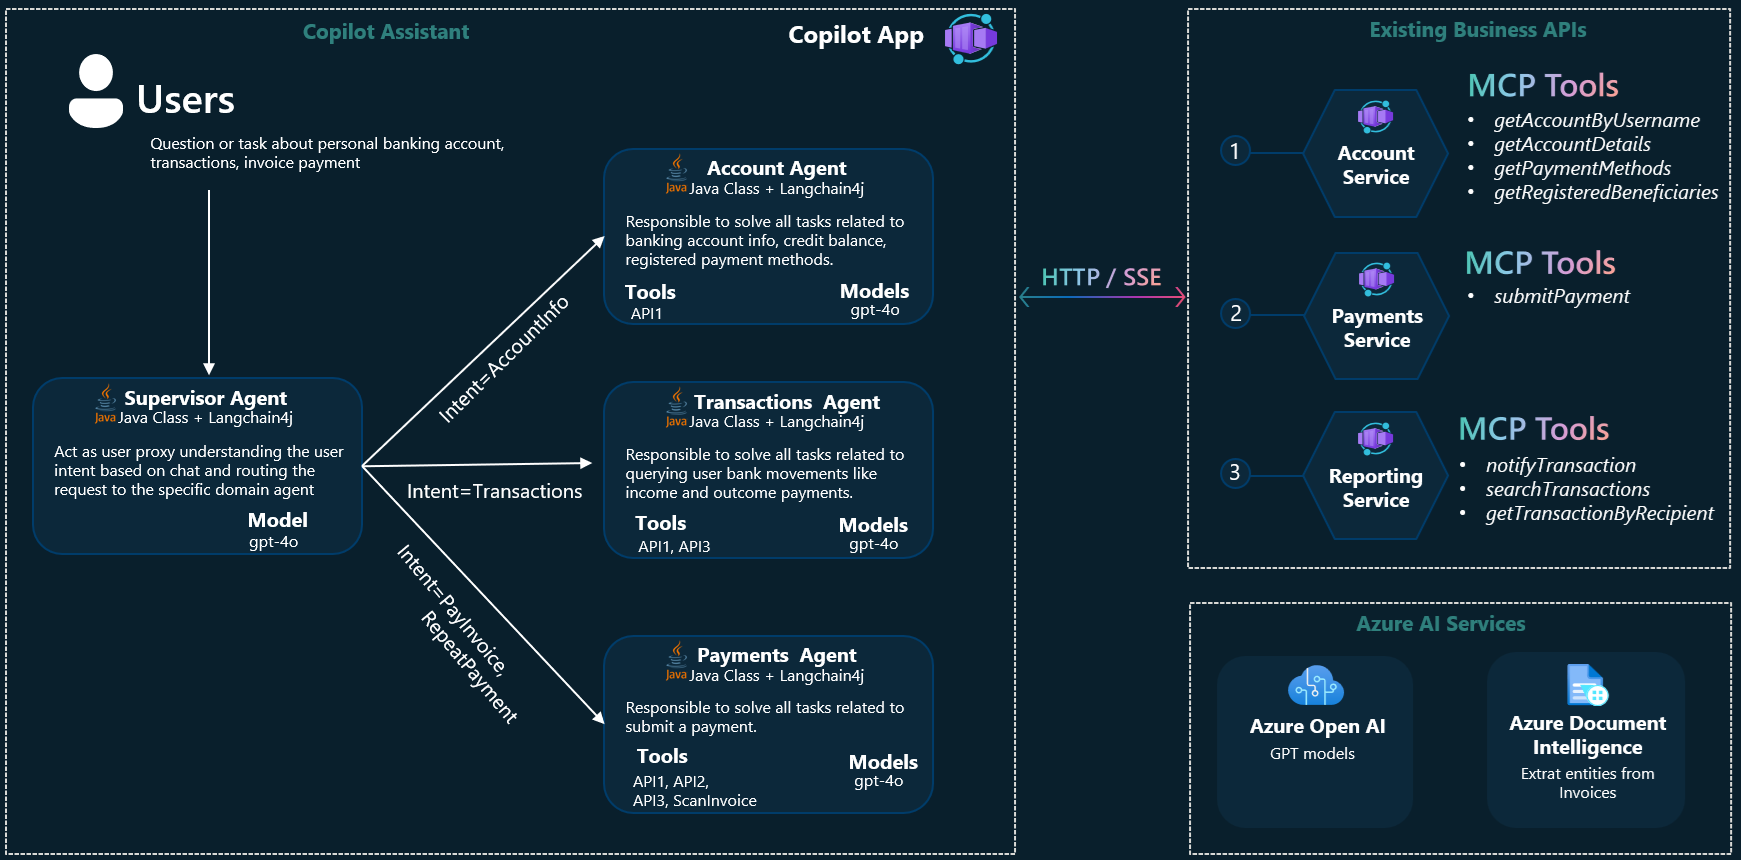 Copilot Assistant
Copilot App
Users
Question or task about personal banking account,
transactions, invoice payment
Java
Supervisor Agent
Java Class + Langchain4j
Act as user proxy understanding the user
intent based on chat and routing the
request to the specific domain agent
Model
gpt-4o
Intent=AccountInfo
Intent=Transactions
Intent=PayInvoice,
RepeatPayment
Java
Account Agent
Java Class + Langchain4j
Responsible to solve all tasks related to
banking account info, credit balance,
registered payment methods.
Tools
API1
Models
gpt-4o
Java
Transactions Agent
Java Class + Langchain4j
Responsible to solve all tasks related to
querying user bank movements like
income and outcome payments.
Tools
API1, API3
Models
gpt-4o
Java
Payments Agent
Java Class + Langchain4j
Responsible to solve all tasks related to
submit a payment.
Tools
API1, API2,
API3, ScanInvoice
Models
gpt-4o
HTTP / SSE
Existing Business APIs
1
Account
Service
MCP Tools
• getAccountByUsername
• getAccountDetails
• getPaymentMethods
• getRegisteredBeneficiaries
2
Payments
Service
MCP Tools
• submitPayment
3
Reporting
Service
MCP Tools
• notifyTransaction
• searchTransactions
• getTransactionByRecipient
Azure AI Services
Azure Open AI
GPT models
Azure Document
Intelligence
Extrat entities from
Invoices